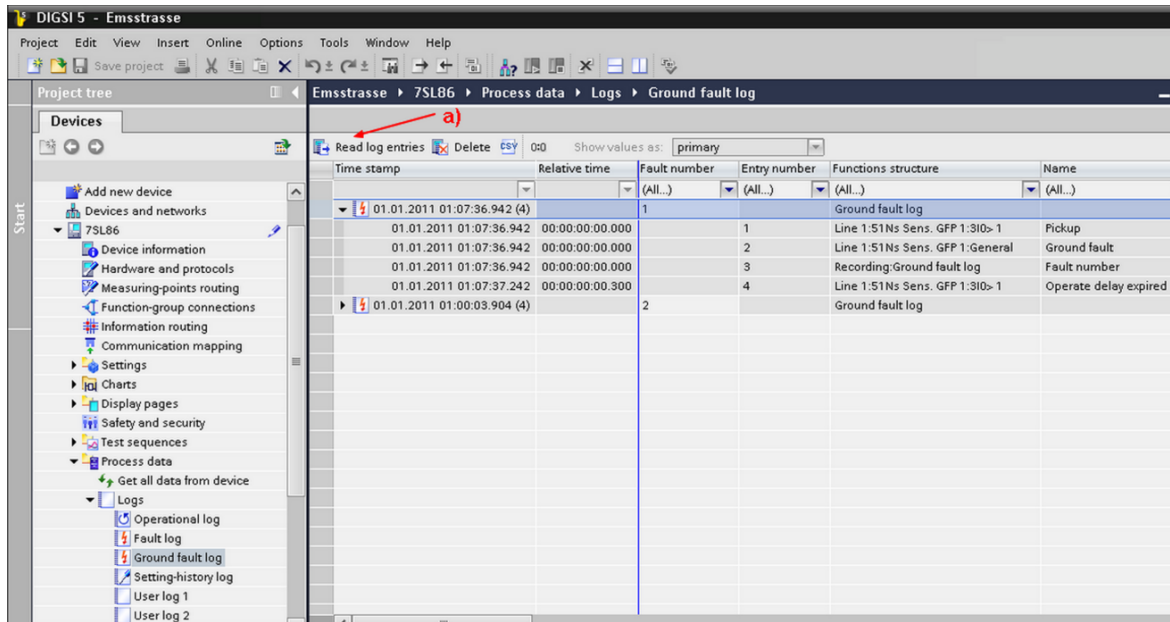 DIGSI 5 - Emsstrasse
Project Edit View Insert Online Options Tools Window Help
Save project
Project tree
Emsstrasse 7SL86 Process data Logs Ground fault log
Devices
a)
Read log entries Delete CSV 0:0 Show values as: primary
Time stamp Relative time Fault number Entry number Functions structure Name
(All...) (All...) (All...) (All...)
01.01.2011 01:07:36.942 (4) 1 Ground fault log
01.01.2011 01:07:36.942 00:00:00:00.000 1 Line 1:51Ns Sens. GFP 1:3I0> 1 Pickup
01.01.2011 01:07:36.942 00:00:00:00.000 2 Line 1:51Ns Sens. GFP 1:General Ground fault
01.01.2011 01:07:36.942 00:00:00:00.000 3 Recording:Ground fault log Fault number
01.01.2011 01:07:37.242 00:00:00:00.300 4 Line 1:51Ns Sens. GFP 1:3I0> 1 Operate delay expired
01.01.2011 01:00:03.904 (4) 2 Ground fault log
Start
Add new device
Devices and networks
7SL86
Device information
Hardware and protocols
Measuring-points routing
Function-group connections
Information routing
Communication mapping
Settings
Charts
Display pages
Safety and security
Test sequences
Process data
Get all data from device
Logs
Operational log
Fault log
Ground fault log
Setting-history log
User log 1
User log 2